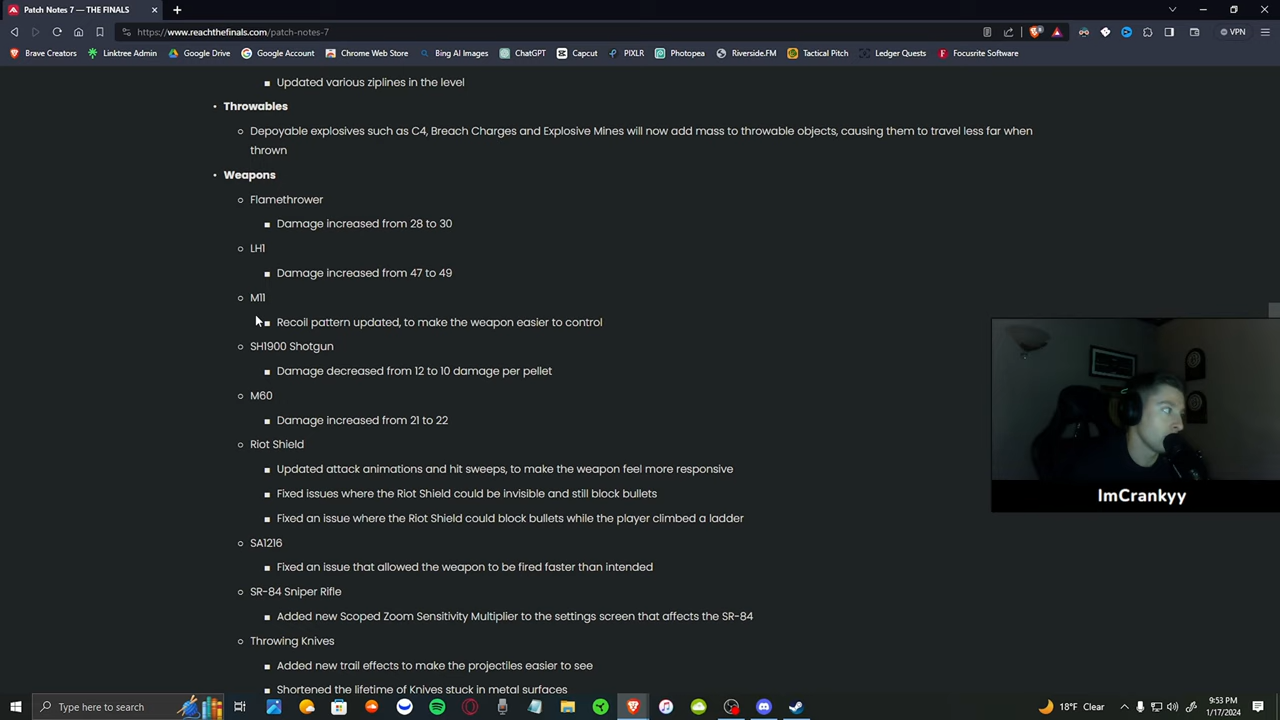 Patch Notes 7 — THE FINALS
https://www.reachthefinals.com/patch-notes-7
VPN
Brave Creators
Linktree Admin
Google Drive
Google Account
Chrome Web Store
Bing AI Images
ChatGPT
Capcut
PIXLR
Photopea
Riverside.FM
Tactical Pitch
Ledger Quests
Focusrite Software
Updated various ziplines in the level
Throwables
Depoyable explosives such as C4, Breach Charges and Explosive Mines will now add mass to throwable objects, causing them to travel less far when
thrown
Weapons
Flamethrower
Damage increased from 28 to 30
LH1
Damage increased from 47 to 49
M11
Recoil pattern updated, to make the weapon easier to control
SH1900 Shotgun
Damage decreased from 12 to 10 damage per pellet
M60
Damage increased from 21 to 22
Riot Shield
Updated attack animations and hit sweeps, to make the weapon feel more responsive
Fixed issues where the Riot Shield could be invisible and still block bullets
Fixed an issue where the Riot Shield could block bullets while the player climbed a ladder
SA1216
Fixed an issue that allowed the weapon to be fired faster than intended
SR-84 Sniper Rifle
Added new Scoped Zoom Sensitivity Multiplier to the settings screen that affects the SR-84
Throwing Knives
Added new trail effects to make the projectiles easier to see
Shortened the lifetime of Knives stuck in metal surfaces
ImCrankyy
Type here to search
18°F Clear
9:53 PM
1/17/2024